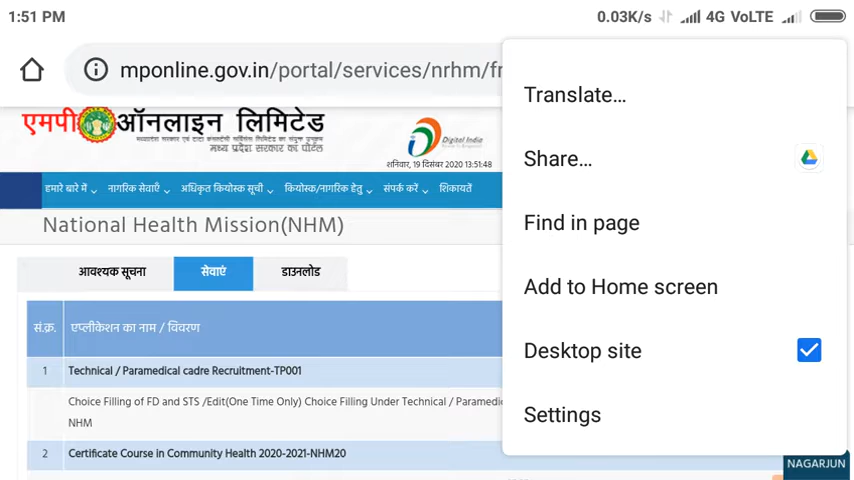 1:51 PM
0.03K/s 4G VoLTE
mponline.gov.in/portal/services/nrhm/fr
एमपी ऑनलाइन लिमिटेड
मध्य प्रदेश सरकार का पोर्टल
Digital India
शनिवार, 19 दिसंबर 2020 13:51:48
हमारे बारे में नागरिक सेवाएँ अधिकृत कियोस्क सूची कियोस्क/नागरिक हेतु संपर्क करें शिकायतें
National Health Mission(NHM)
आवश्यक सूचना सेवाएं डाउनलोड
सं.क्र. एप्लीकेशन का नाम / विवरण
1 Technical / Paramedical cadre Recruitment-TP001
Choice Filling of FD and STS /Edit(One Time Only) Choice Filling Under Technical / Paramedic
NHM
2 Certificate Course in Community Health 2020-2021-NHM20
Translate...
Share...
Find in page
Add to Home screen
Desktop site
Settings
NAGARJUN